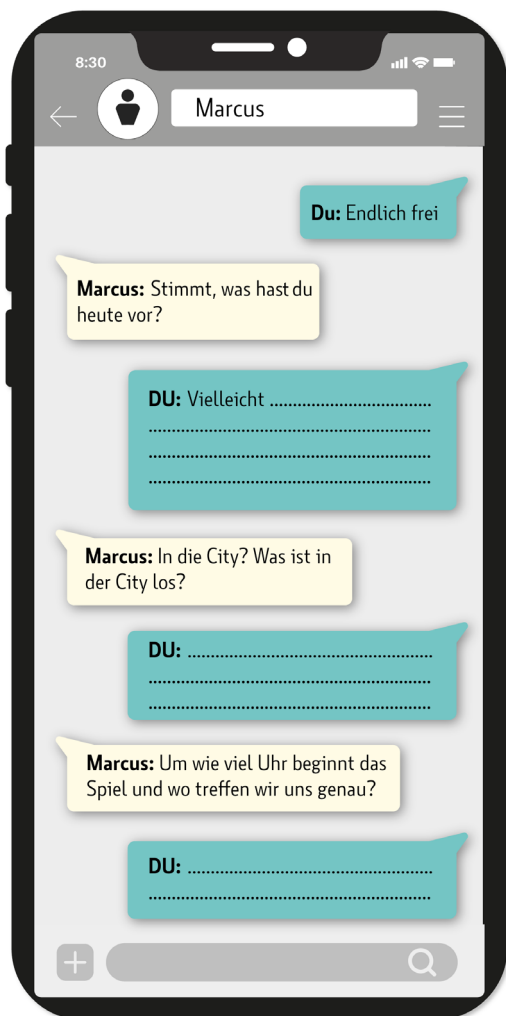 8:30
Marcus
Du: Endlich frei
Marcus: Stimmt, was hast du
heute vor?
DU: Vielleicht .................................
..........................................................
..........................................................
..........................................................
Marcus: In die City? Was ist in
der City los?
DU: ..................................................
..........................................................
..........................................................
Marcus: Um wie viel Uhr beginnt das
Spiel und wo treffen wir uns genau?
DU: ..................................................
..........................................................